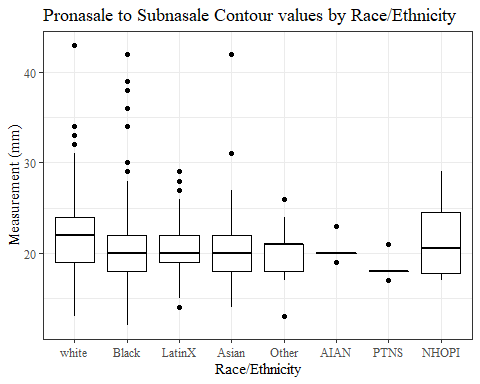 Pronasale to Subnasale Contour values by Race/Ethnicity
Measurement (mm)
40
30
20
white Black LatinX Asian Other AIAN PTNS NHOPI
Race/Ethnicity